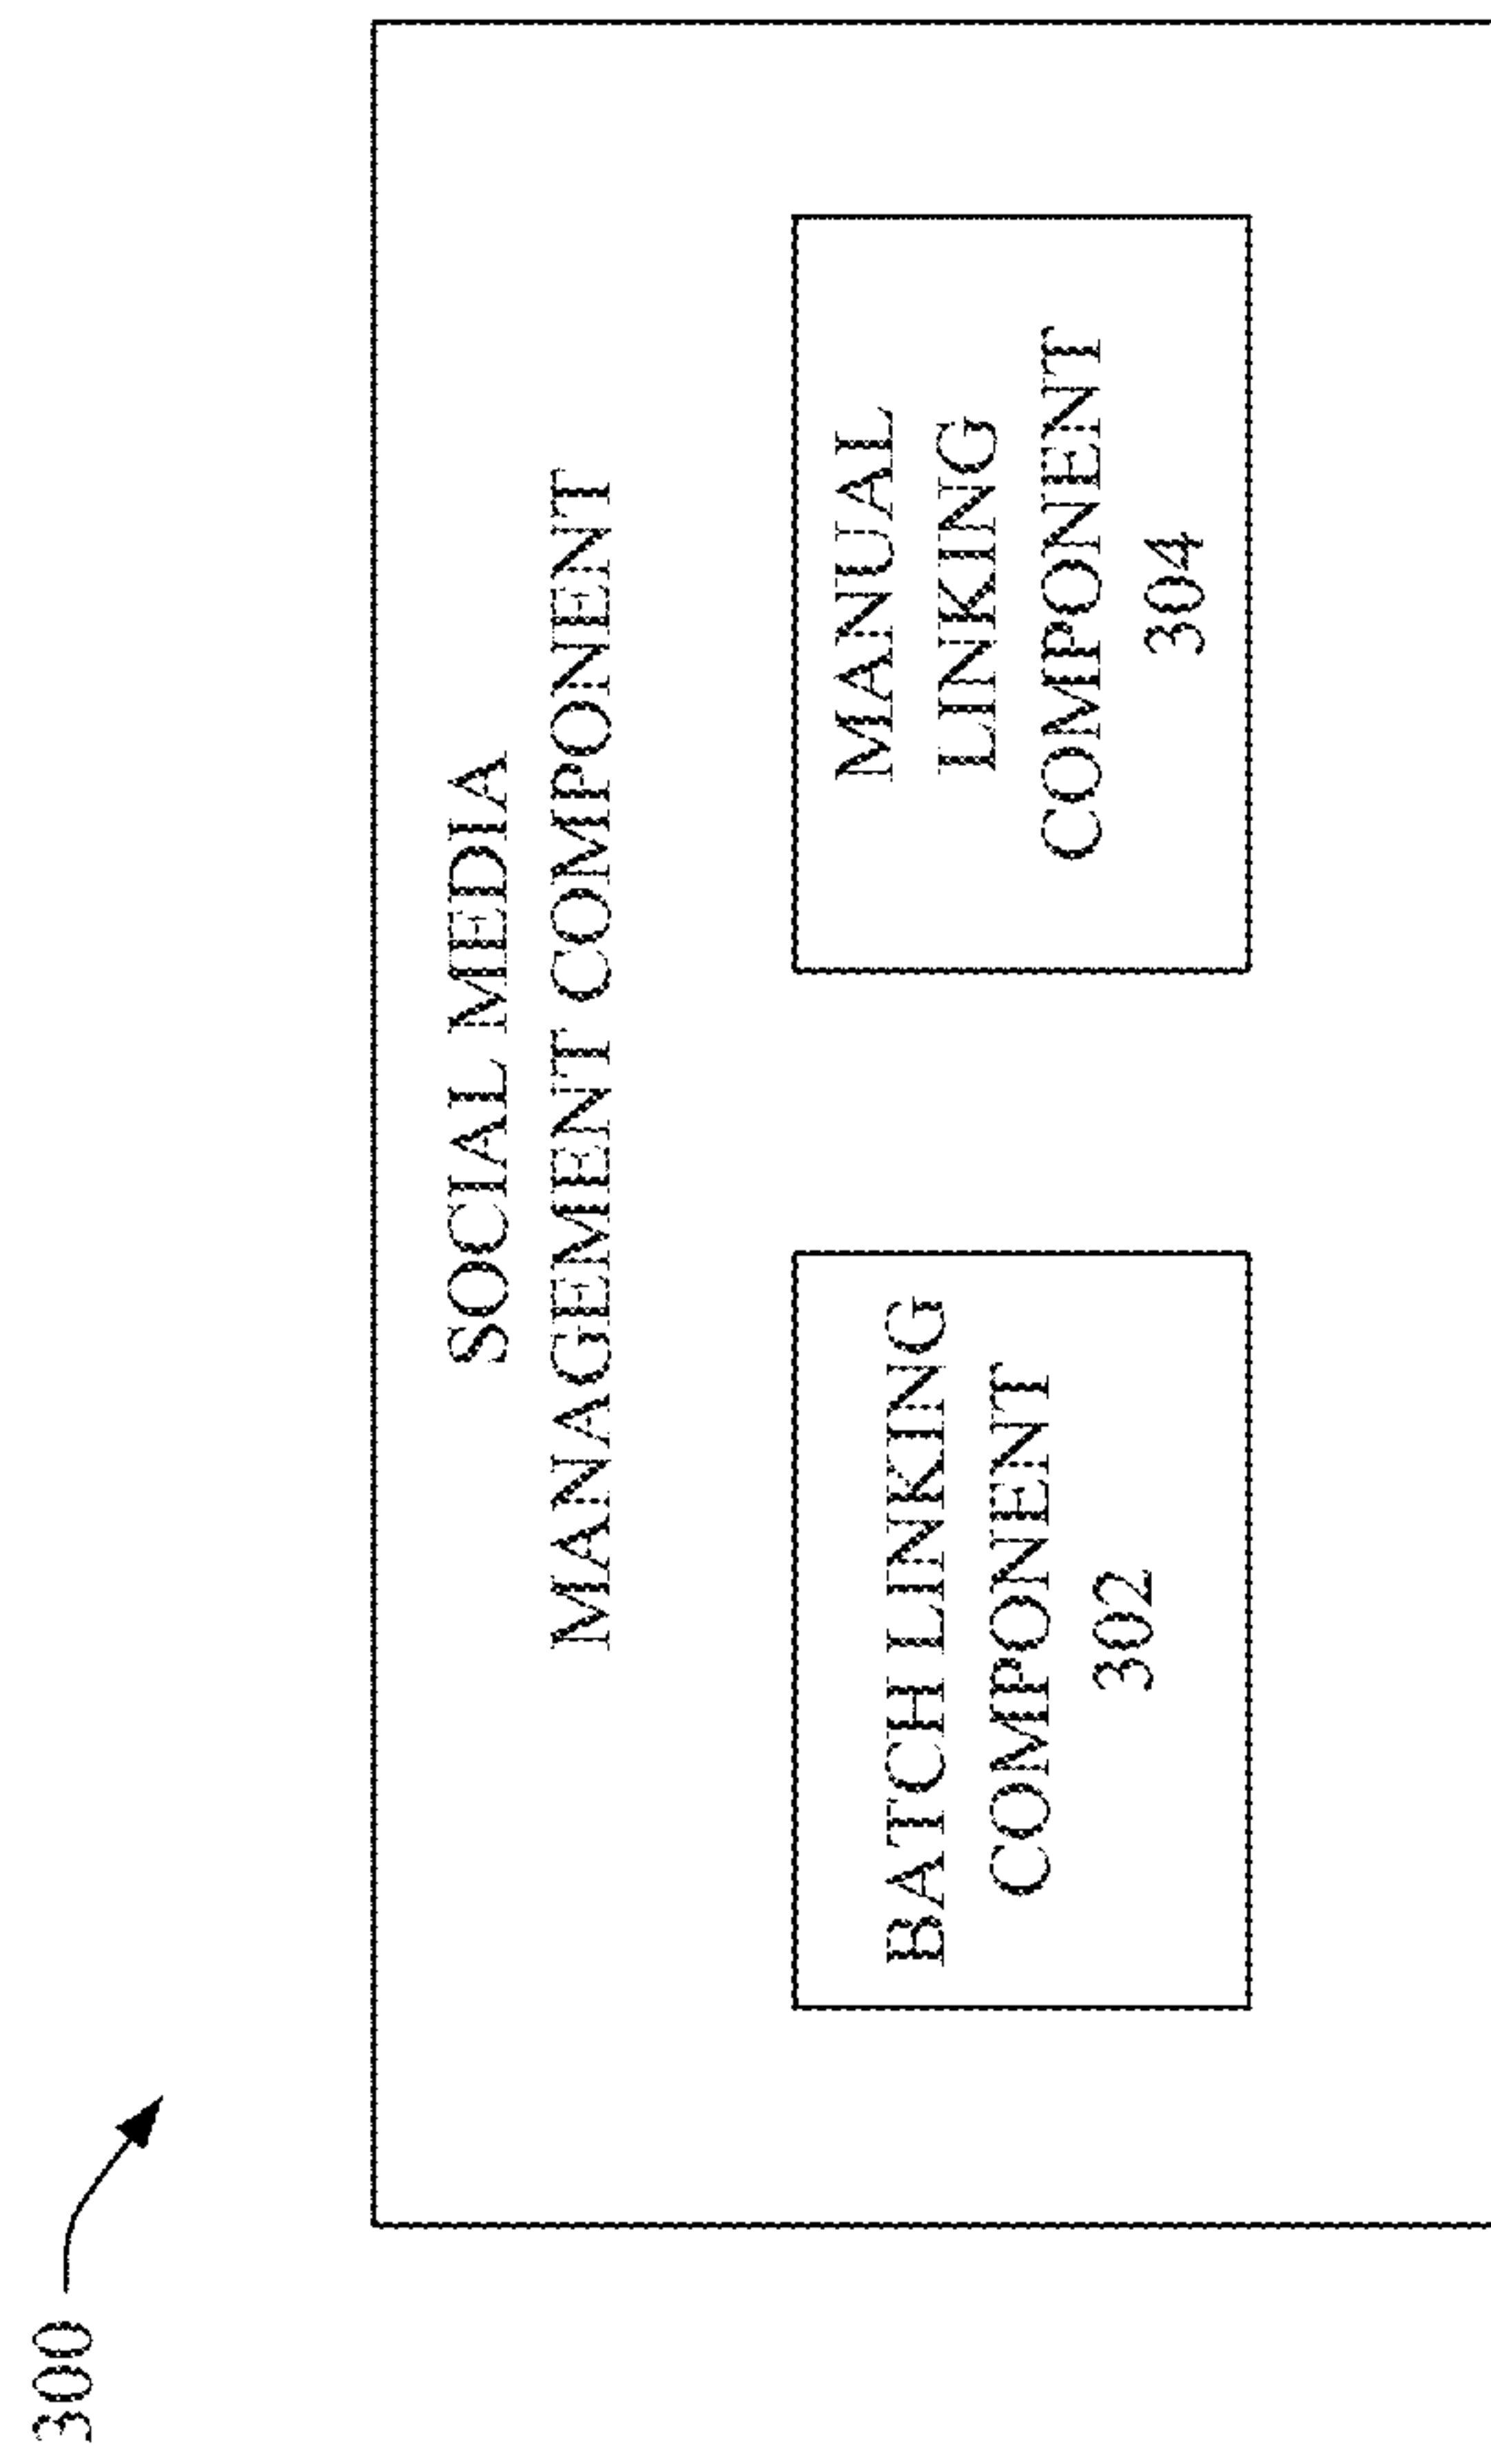 300
SOCIAL MEDIA
MANAGEMENT COMPONENT
BATCH LINKING
COMPONENT
302
MANUAL
LINKING
COMPONENT
304